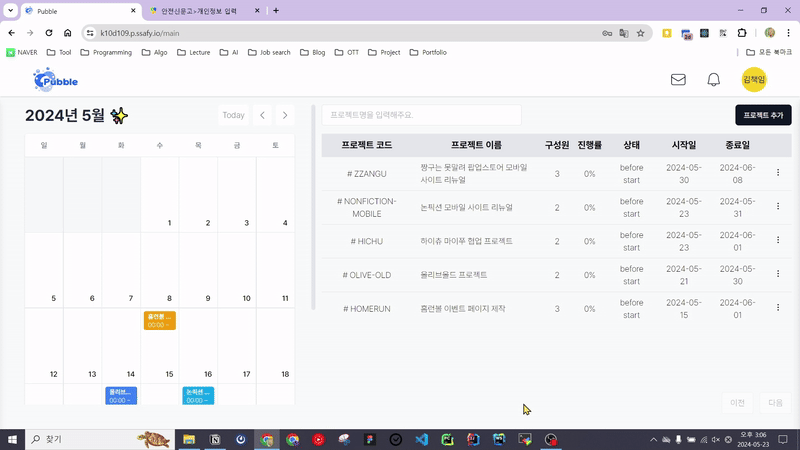 Pubble
안전신문고>개인정보 입력
k10d109.p.ssafy.io/main
NAVER Tool Programming Algo Lecture AI Job search Blog OTT Project Portfolio 모든 북마크
Pubble
김책임
2024년 5월
Today
일 월 화 수 목 금 토
1 2 3 4
5 6 7 8 9 10 11
홈런볼 ...
00:00 -
12 13 14 15 16 17 18
올리브...
00:00 -
논픽션 ...
00:00 -
프로젝트명을 입력해주요.
프로젝트 추가
프로젝트 코드 프로젝트 이름 구성원 진행률 상태 시작일 종료일
# ZZANGU 짱구는 못말려 팝업스토어 모바일 사이트 리뉴얼 3 0% before start 2024-05-30 2024-06-08
# NONFICTION-MOBILE 논픽션 모바일 사이트 리뉴얼 2 0% before start 2024-05-23 2024-05-31
# HICHU 하이츄 마이쭈 협업 프로젝트 2 0% before start 2024-05-23 2024-06-01
# OLIVE-OLD 올리브올드 프로젝트 2 0% before start 2024-05-21 2024-05-30
# HOMERUN 홈런볼 이벤트 페이지 제작 3 0% before start 2024-05-15 2024-06-01
이전 다음
찾기
오후 3:06
2024-05-23